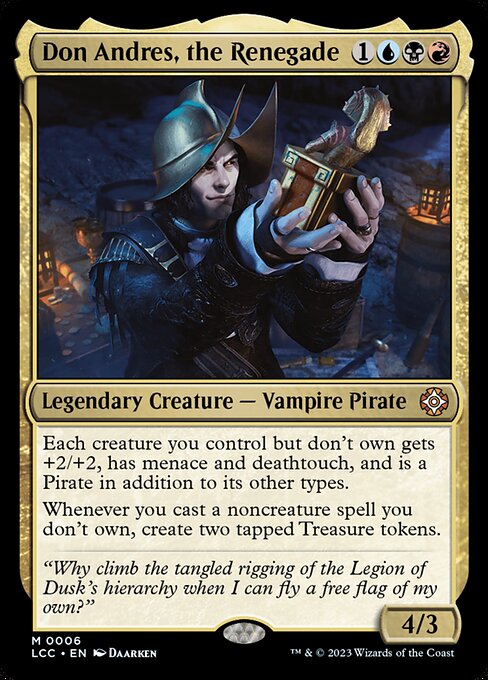 Don Andres, the Renegade 1
Legendary Creature — Vampire Pirate
Each creature you control but don't own gets
+2/+2, has menace and deathtouch, and is a
Pirate in addition to its other types.
Whenever you cast a noncreature spell you
don't own, create two tapped Treasure tokens.
"Why climb the tangled rigging of the Legion of
Dusk's hierarchy when I can fly a free flag of my
own?"
4/3
M 0006
LCC • EN DAARKEN
™ & © 2023 Wizards of the Coast